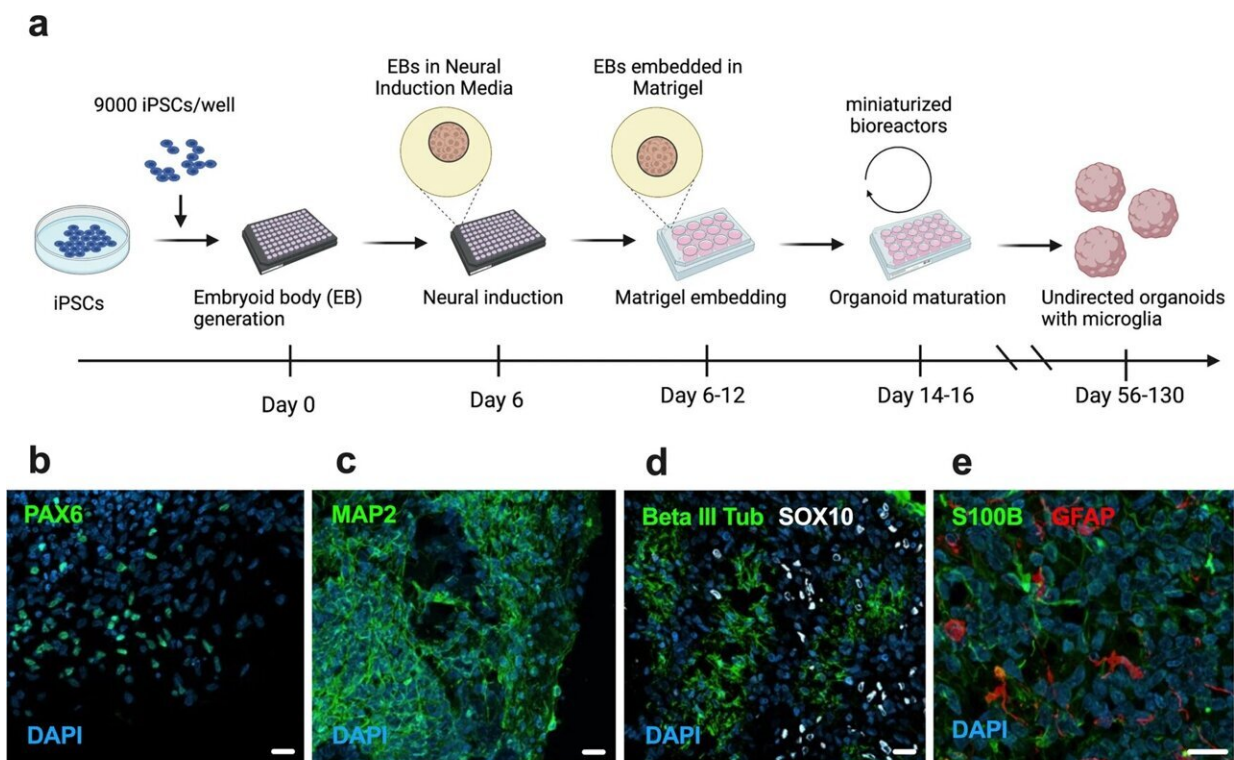 a
EBs in Neural
Induction Media
EBs embedded in
Matrigel
9000 iPSCs/well
miniaturized
bioreactors
iPSCs
Embryoid body (EB)
generation
Neural induction
Matrigel embedding
Organoid maturation
Undirected organoids
with microglia
Day 0
Day 6
Day 6-12
Day 14-16
Day 56-130
b
c
d
e
PAX6
DAPI
MAP2
DAPI
Beta III Tub SOX10
DAPI
S100B GFAP
DAPI